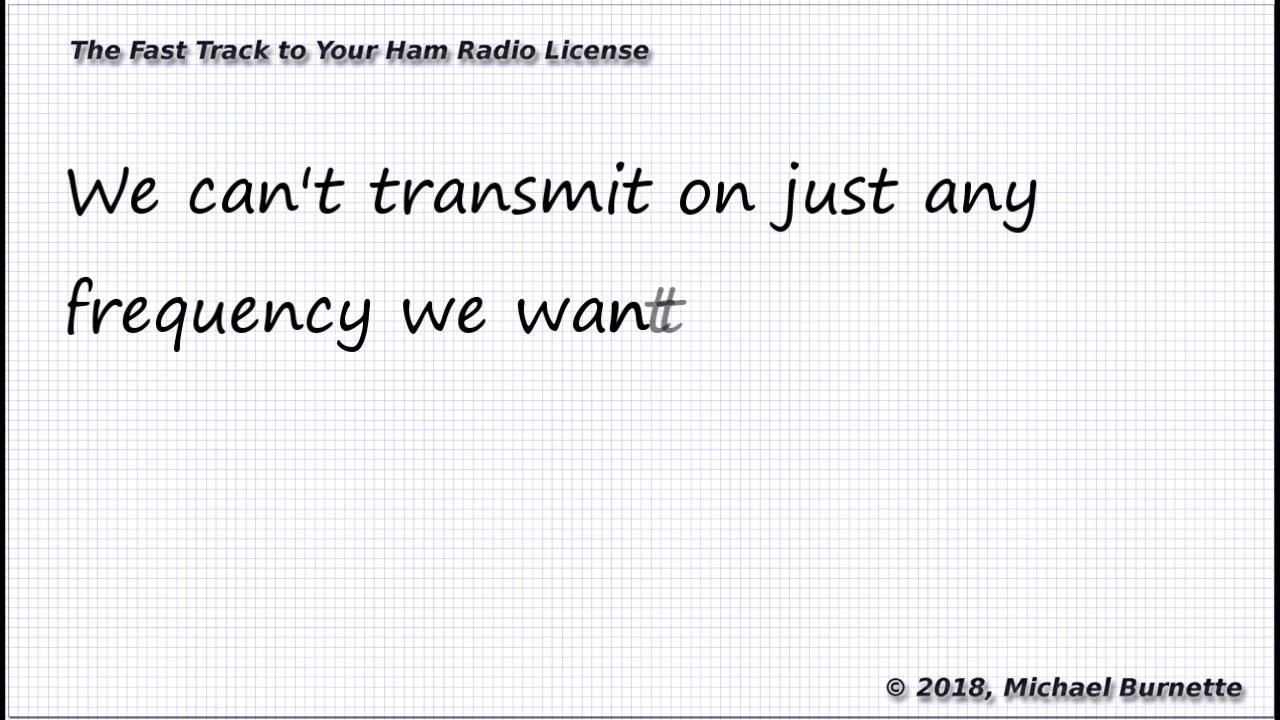 The Fast Track to Your Ham Radio License
We can't transmit on just any
frequency we want
© 2018, Michael Burnette